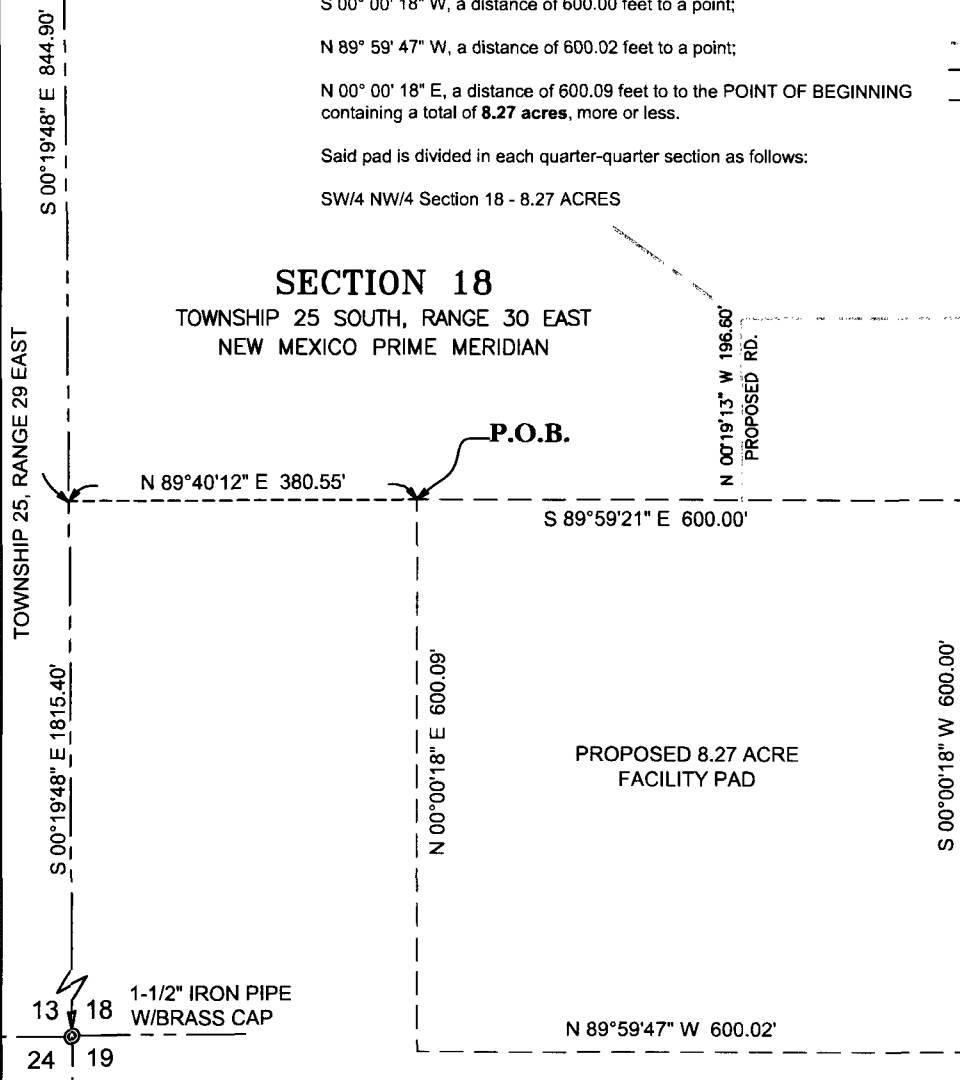 S 00° 00' 18" W, a distance of 600.00 feet to a point;
N 89° 59' 47" W, a distance of 600.02 feet to a point;
N 00° 00' 18" E, a distance of 600.09 feet to to the POINT OF BEGINNING
containing a total of 8.27 acres, more or less.
Said pad is divided in each quarter-quarter section as follows:
SW/4 NW/4 Section 18 - 8.27 ACRES
S 00°19'48" E 844.90'
SECTION 18
TOWNSHIP 25 SOUTH, RANGE 30 EAST
NEW MEXICO PRIME MERIDIAN
TOWNSHIP 25, RANGE 29 EAST
N 00°19'13" W 196.60'
PROPOSED RD.
P.O.B.
N 89°40'12" E 380.55'
S 89°59'21" E 600.00'
S 00°19'48" E 1815.40'
N 00°00'18" E 600.09'
PROPOSED 8.27 ACRE
FACILITY PAD
S 00°00'18" W 600.00'
13 18
1-1/2" IRON PIPE
W/BRASS CAP
24 19
N 89°59'47" W 600.02'